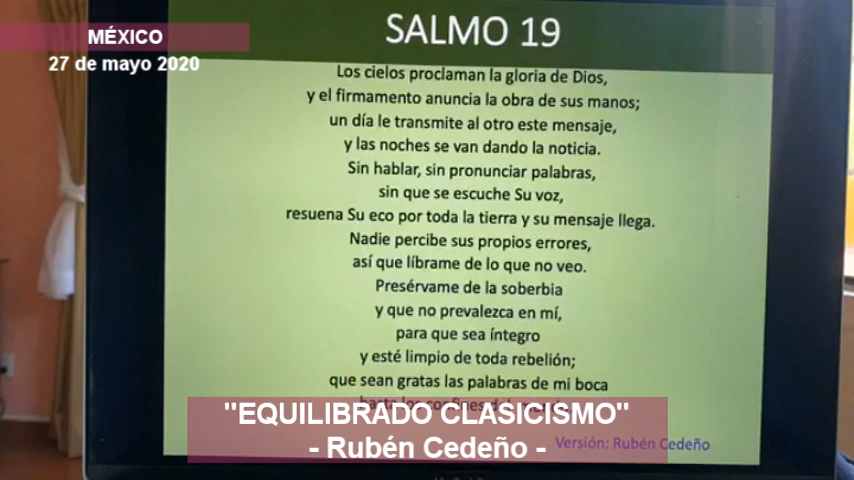 SALMO 19
MÉXICO
27 de mayo 2020
Los cielos proclaman la gloria de Dios,
y el firmamento anuncia la obra de sus manos;
un día le transmite al otro este mensaje,
y las noches se van dando la noticia.
Sin hablar, sin pronunciar palabras,
sin que se escuche Su voz,
resuena Su eco por toda la tierra y su mensaje llega.
Nadie percibe sus propios errores,
así que líbrame de lo que no veo.
Presérvame de la soberbia
y que no prevalezca en mí,
para que sea íntegro
y esté limpio de toda rebelión;
que sean gratas las palabras de mi boca
"EQUILIBRADO CLASICISMO"
- Rubén Cedeño -
Versión: Rubén Cedeño